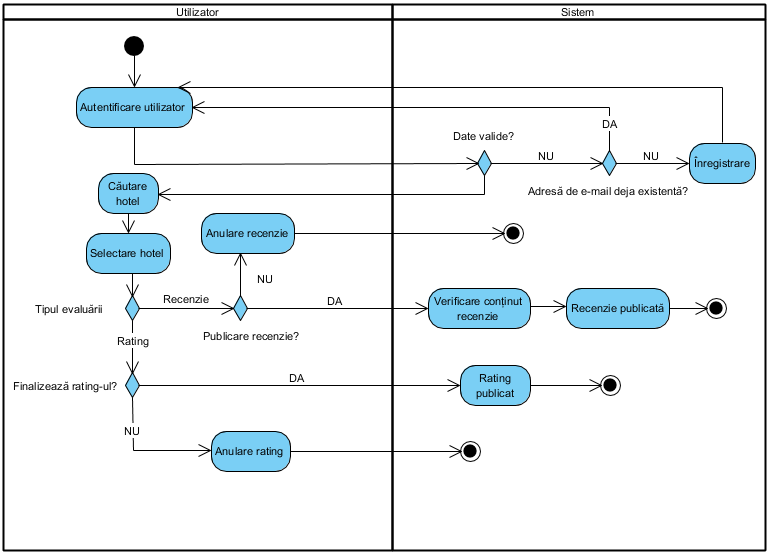 Utilizator
Sistem
Autentificare utilizator
DA
Date valide?
NU
NU
Înregistrare
Adresă de e-mail deja existentă?
Căutare
hotel
Anulare recenzie
Selectare hotel
NU
Tipul evaluării
Recenzie
DA
Verificare conținut
recenzie
Recenzie publicată
Publicare recenzie?
Rating
Finalizează rating-ul?
DA
Rating
publicat
NU
Anulare rating